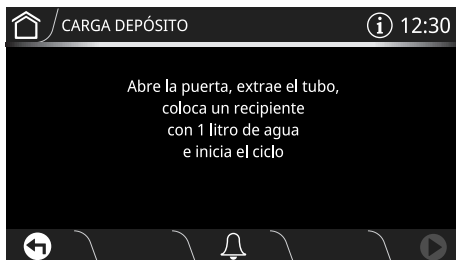 CARGA DEPÓSITO
i 12:30
Abre la puerta, extrae el tubo,
coloca un recipiente
con 1 litro de agua
e inicia el ciclo